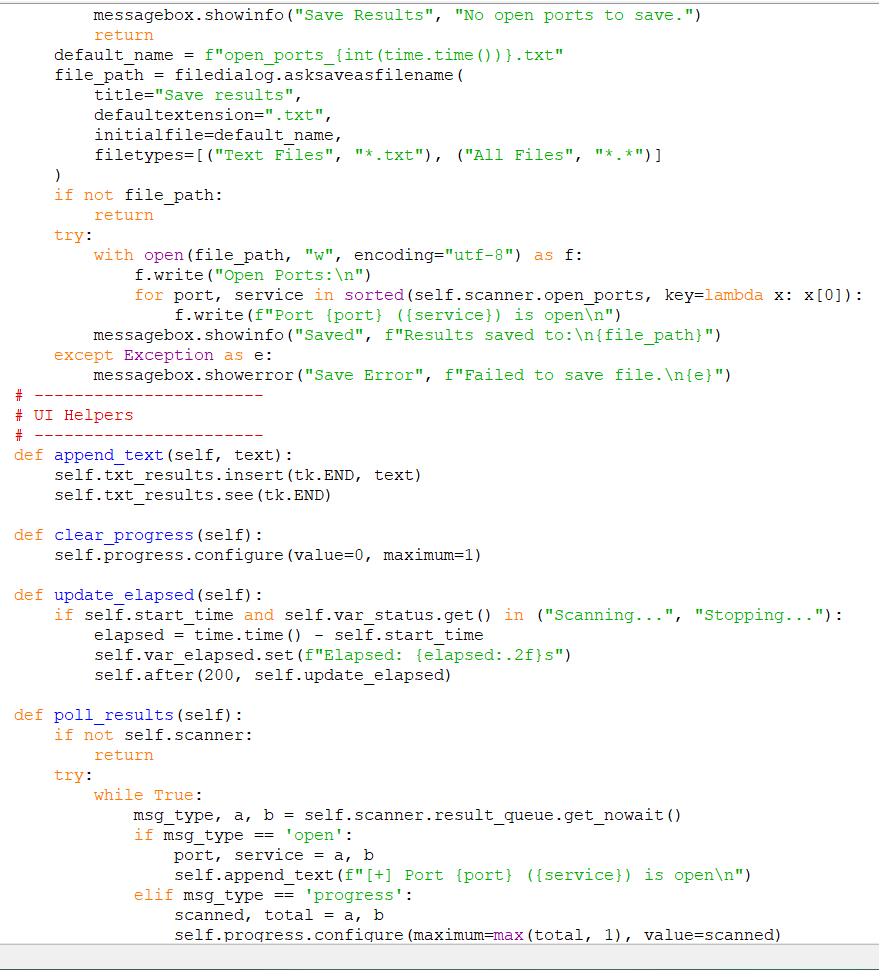 messagebox.showinfo("Save Results", "No open ports to save.")
        return
    default_name = f"open_ports_{int(time.time())}.txt"
    file_path = filedialog.asksaveasfilename(
        title="Save results",
        defaultextension=".txt",
        initialfile=default_name,
        filetypes=[("Text Files", "*.txt"), ("All Files", "*.*")]
    )
    if not file_path:
        return
    try:
        with open(file_path, "w", encoding="utf-8") as f:
            f.write("Open Ports:\n")
            for port, service in sorted(self.scanner.open_ports, key=lambda x: x[0]):
                f.write(f"Port {port} ({service}) is open\n")
        messagebox.showinfo("Saved", f"Results saved to:\n{file_path}")
    except Exception as e:
        messagebox.showerror("Save Error", f"Failed to save file.\n{e}")
# -----------------------
# UI Helpers
# -----------------------
def append_text(self, text):
    self.txt_results.insert(tk.END, text)
    self.txt_results.see(tk.END)

def clear_progress(self):
    self.progress.configure(value=0, maximum=1)

def update_elapsed(self):
    if self.start_time and self.var_status.get() in ("Scanning...", "Stopping..."):
        elapsed = time.time() - self.start_time
        self.var_elapsed.set(f"Elapsed: {elapsed:.2f}s")
        self.after(200, self.update_elapsed)

def poll_results(self):
    if not self.scanner:
        return
    try:
        while True:
            msg_type, a, b = self.scanner.result_queue.get_nowait()
            if msg_type == 'open':
                port, service = a, b
                self.append_text(f"[+] Port {port} ({service}) is open\n")
            elif msg_type == 'progress':
                scanned, total = a, b
                self.progress.configure(maximum=max(total, 1), value=scanned)